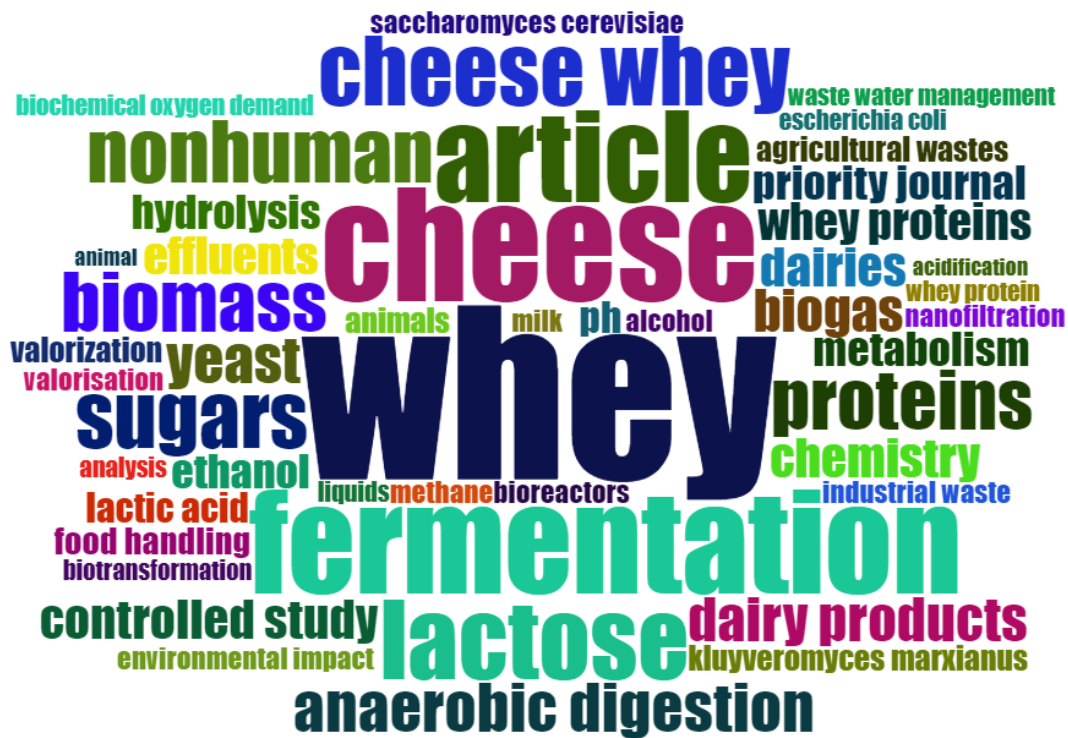 saccharomyces cerevisiae
cheese whey
biochemical oxygen demand
waste water management
escherichia coli
nonhuman
article
agricultural wastes
priority journal
hydrolysis
cheese
whey proteins
animal
effluents
dairies
acidification
biomass
whey protein
animals
milk
ph
alcohol
biogas
nanofiltration
valorization
yeast
whey
metabolism
valorisation
sugars
proteins
analysis
ethanol
chemistry
liquids
methane
bioreactors
industrial waste
lactic acid
fermentation
food handling
biotransformation
controlled study
lactose
dairy products
environmental impact
kluyveromyces marxianus
anaerobic digestion